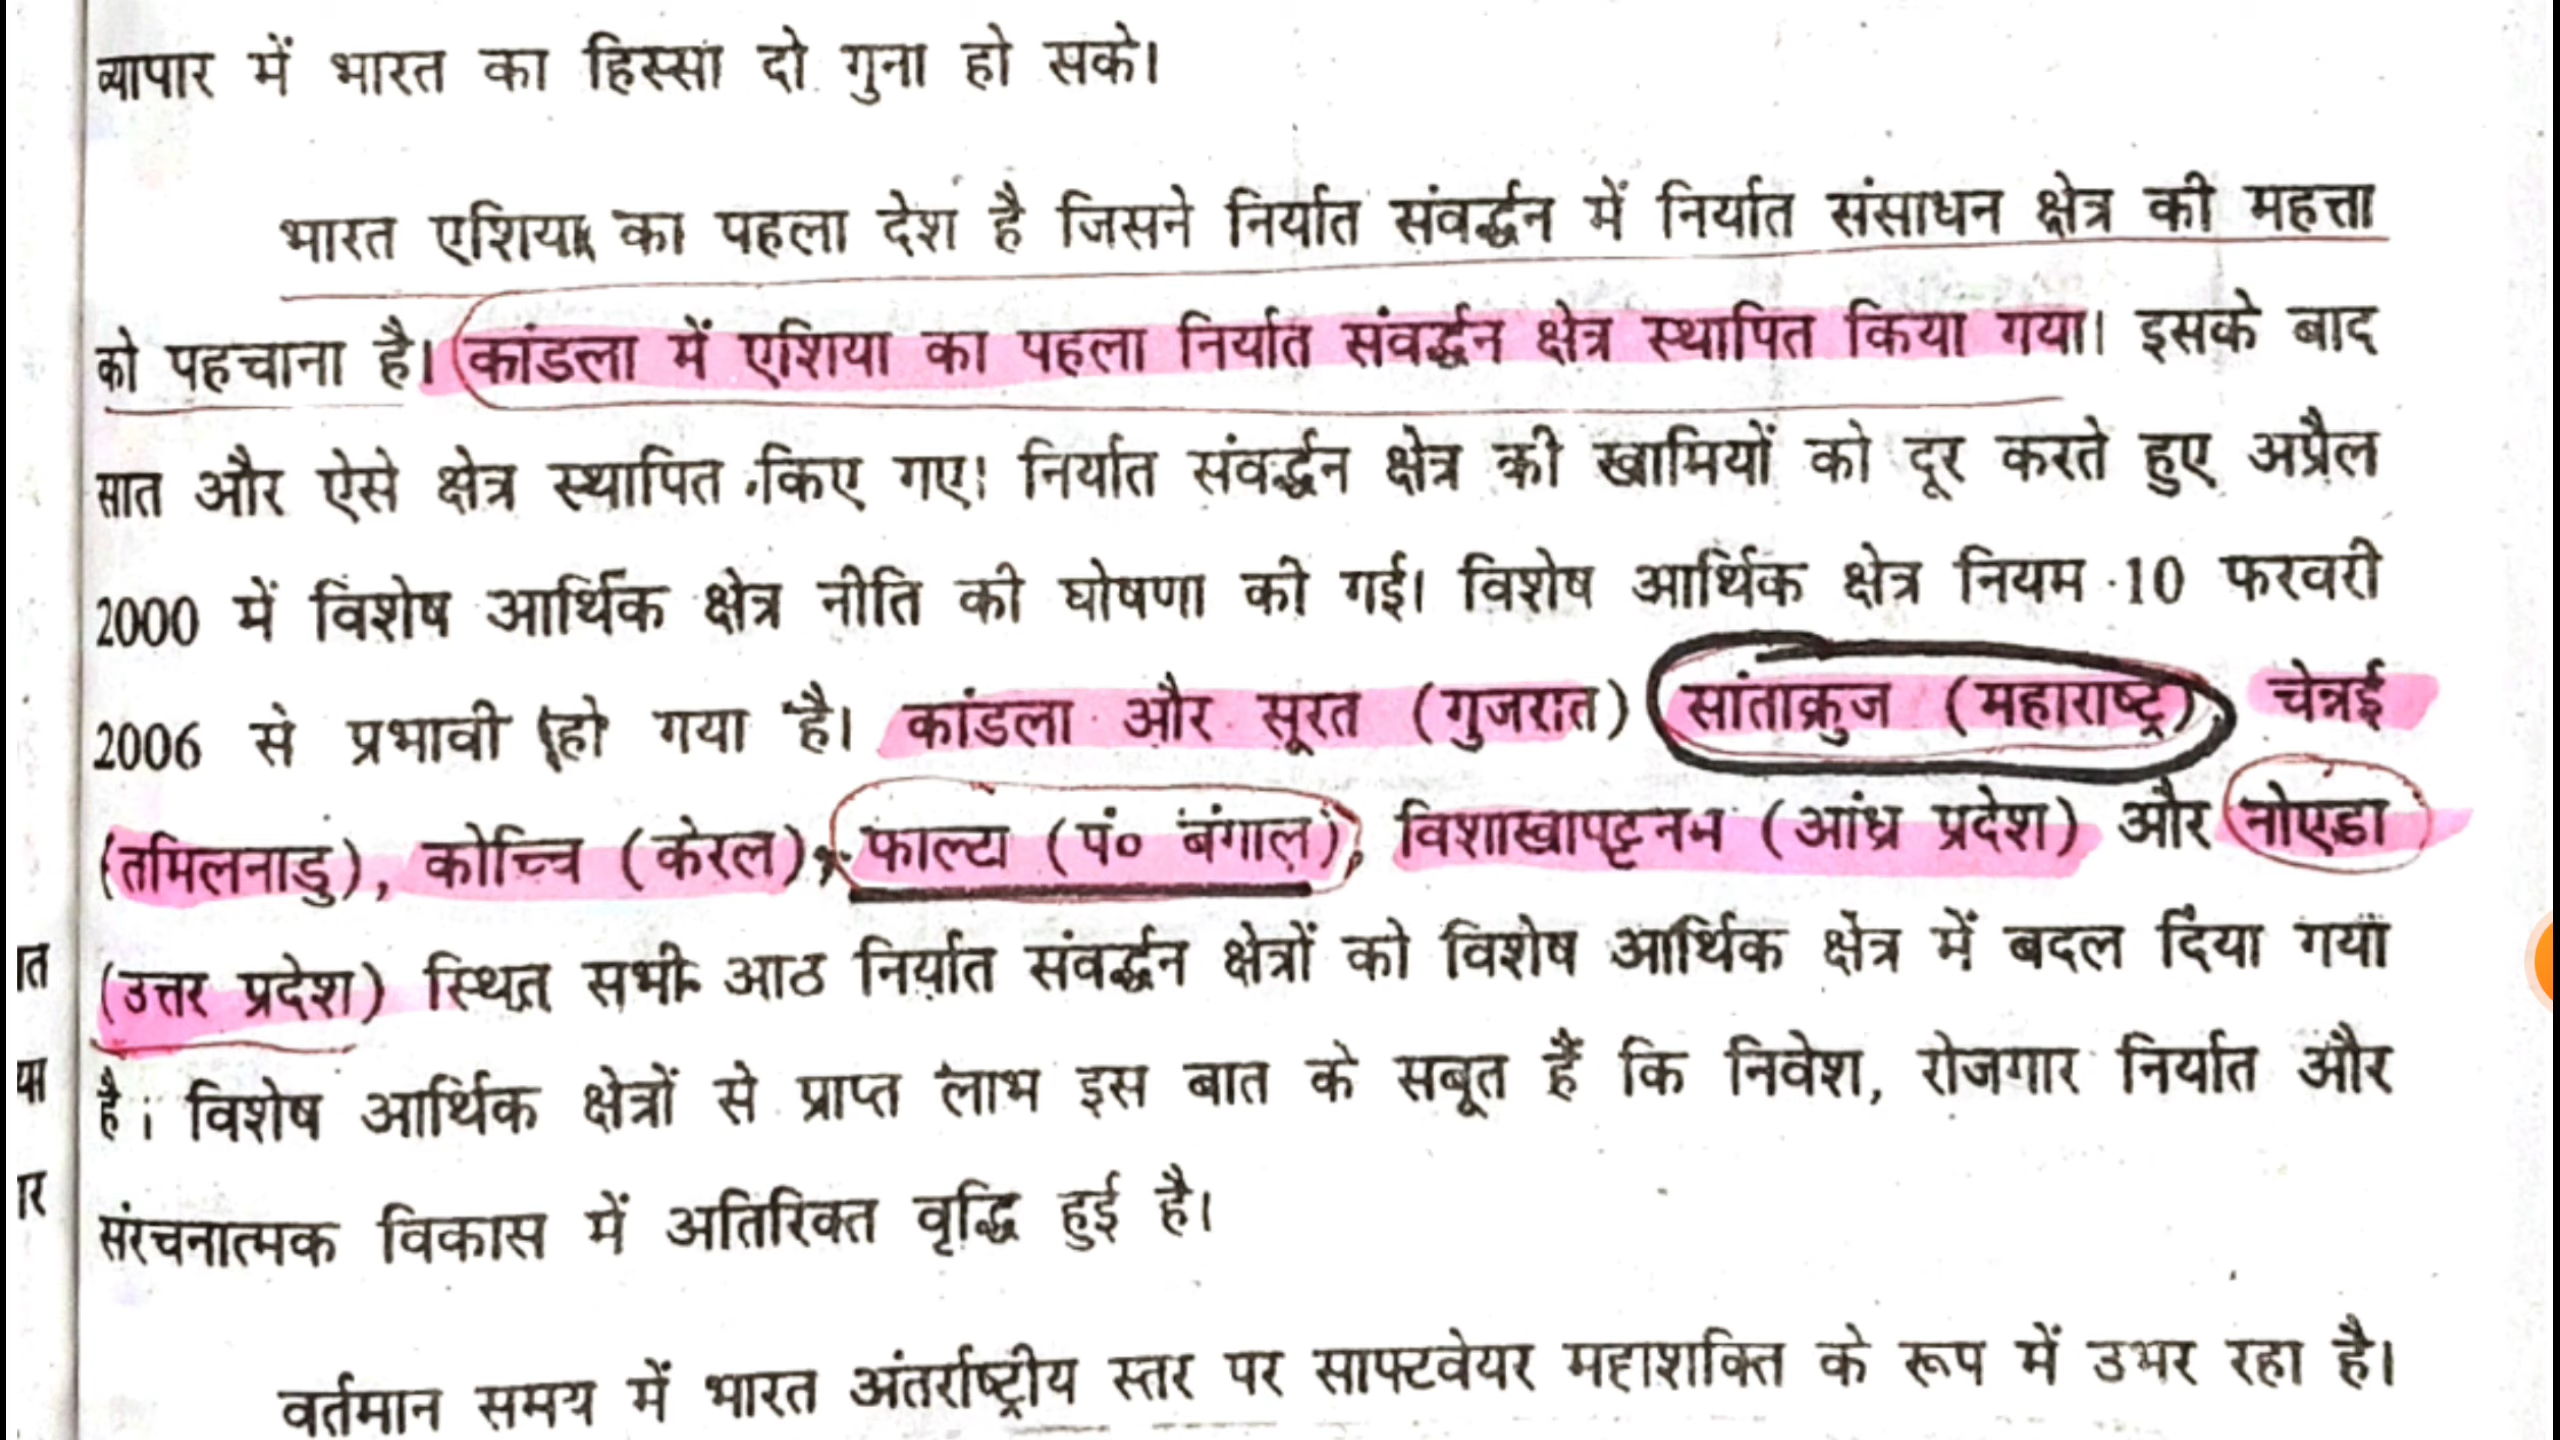 व्यापार में भारत का हिस्सा दो गुना हो सके।
भारत एशिया का पहला देश है जिसने निर्यात संवर्द्धन में निर्यात संसाधन क्षेत्र की महत्ता
को पहचाना है। कांडला में एशिया का पहला निर्यात संवर्द्धन क्षेत्र स्थापित किया गया। इसके बाद
सात और ऐसे क्षेत्र स्थापित किए गए। निर्यात संवर्द्धन क्षेत्र की खामियों को दूर करते हुए अप्रैल
2000 में विशेष आर्थिक क्षेत्र नीति की घोषणा की गई। विशेष आर्थिक क्षेत्र नियम 10 फरवरी
2006 से प्रभावी हो गया है। कांडला और सूरत (गुजरात) सांताक्रुज (महाराष्ट्र), चेन्नई
(तमिलनाडु), कोच्चि (केरल), फाल्टा (पं० बंगाल), विशाखापट्टनम (आंध्र प्रदेश) और नोएडा
(उत्तर प्रदेश) स्थित सभी आठ निर्यात संवर्द्धन क्षेत्रों को विशेष आर्थिक क्षेत्र में बदल दिया गया
है। विशेष आर्थिक क्षेत्रों से प्राप्त लाभ इस बात के सबूत हैं कि निवेश, रोजगार निर्यात और
संरचनात्मक विकास में अतिरिक्त वृद्धि हुई है।
वर्तमान समय में भारत अंतर्राष्ट्रीय स्तर पर साफ्टवेयर महाशक्ति के रूप में उभर रहा है।